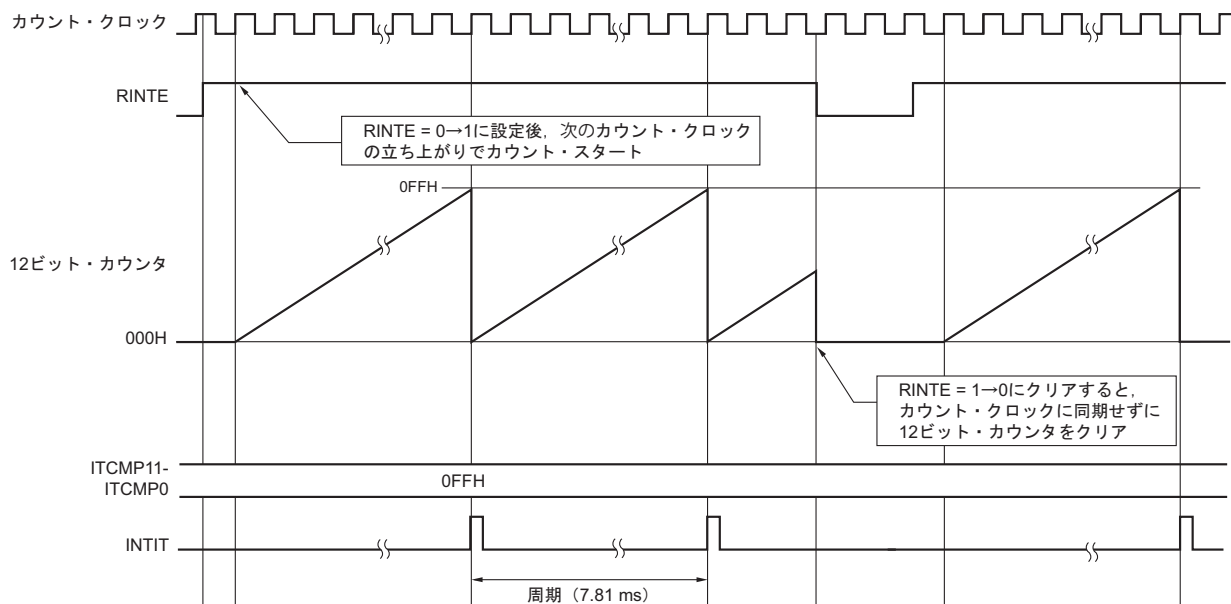 カウント・クロック
RINTE
RINTE = 0→1に設定後，次のカウント・クロック
の立ち上がりでカウント・スタート
0FFH
12ビット・カウンタ
000H
RINTE = 1→0にクリアすると，
カウント・クロックに同期せずに
12ビット・カウンタをクリア
ITCMP11-
ITCMP0
0FFH
INTIT
周期（7.81 ms）